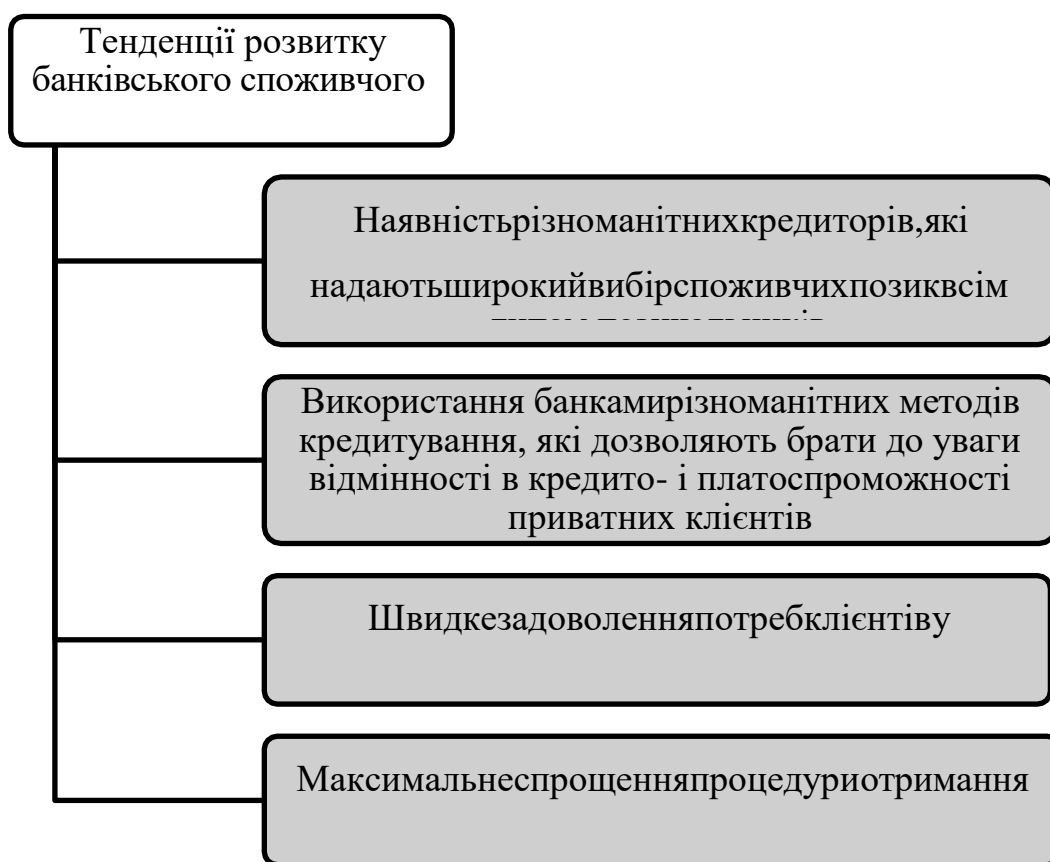 Тенденції розвитку
банківського споживчого
Наявністьрізноманітнихкредиторів,які
надаютьширокийвибірспоживчихпозиквсім
Використання банкамирізноманітних методів
кредитування, які дозволяють брати до уваги
відмінності в кредито- і платоспроможності
приватних клієнтів
Швидкезадоволенняпотребклієнтіву
Максимальнеспрощенняпроцедуриотримання